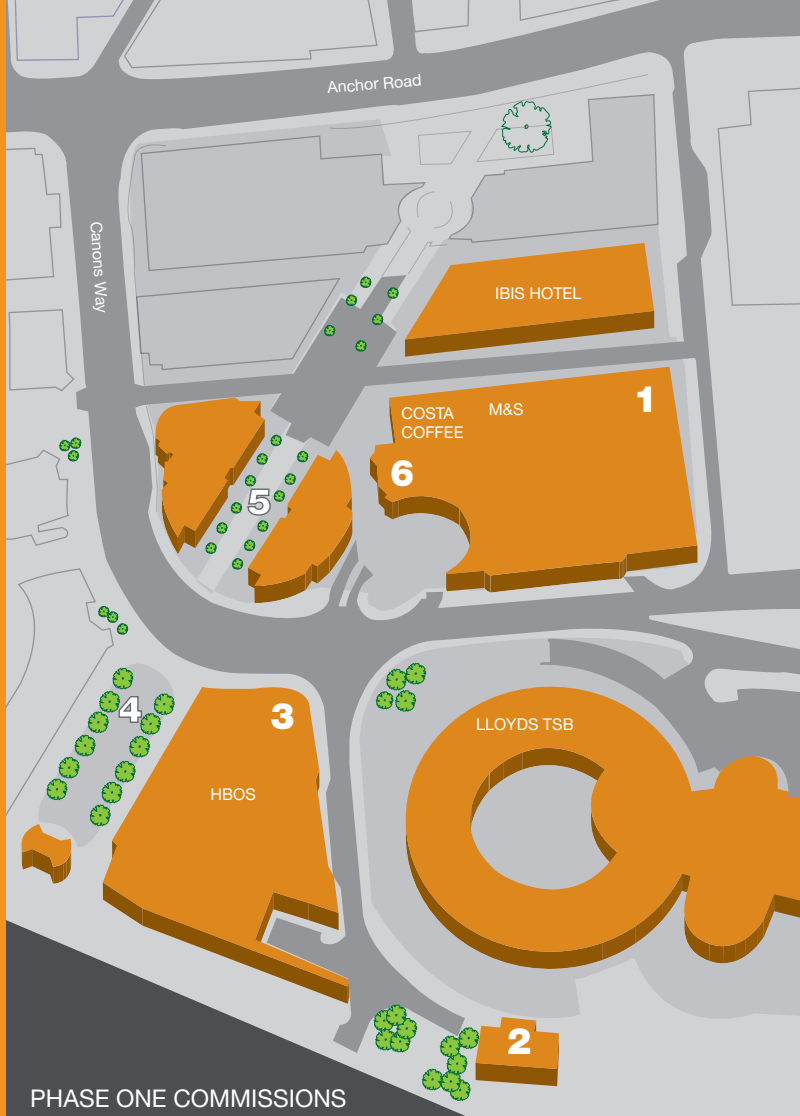 Anchor Road
Canons Way
IBIS HOTEL
1
COSTA
COFFEE
M&S
6
5
4
3
LLOYDS TSB
HBOS
2
PHASE ONE COMMISSIONS